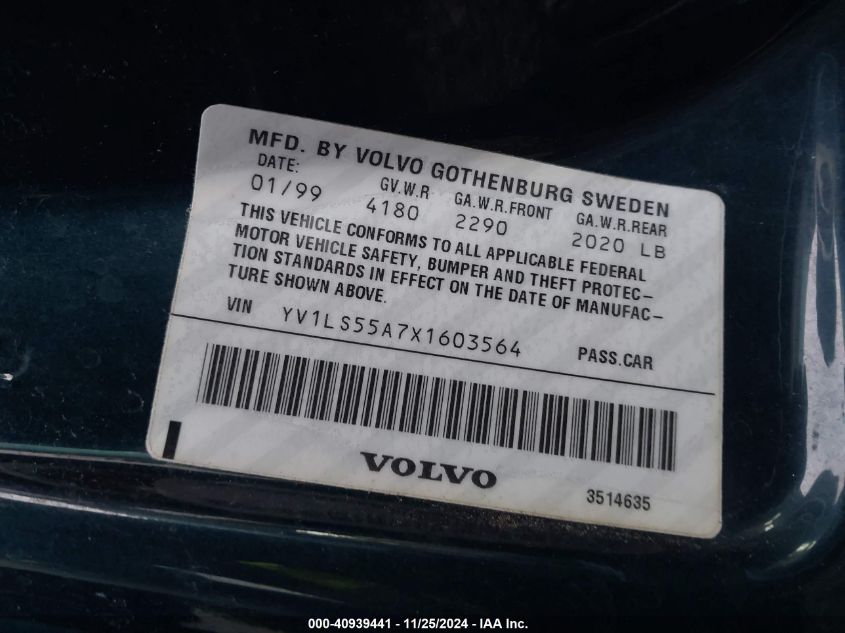 MFD. BY VOLVO GOTHENBURG SWEDEN
DATE: GV.W.R GA.W.R.FRONT GA.W.R.REAR
01/99 4180 2290 2020 LB
THIS VEHICLE CONFORMS TO ALL APPLICABLE FEDERAL
MOTOR VEHICLE SAFETY, BUMPER AND THEFT PROTEC-
TION STANDARDS IN EFFECT ON THE DATE OF MANUFAC-
TURE SHOWN ABOVE.
VIN YV1LS55A7X1603564 PASS.CAR
VOLVO
3514635
000-40939441 - 11/25/2024 - IAA Inc.